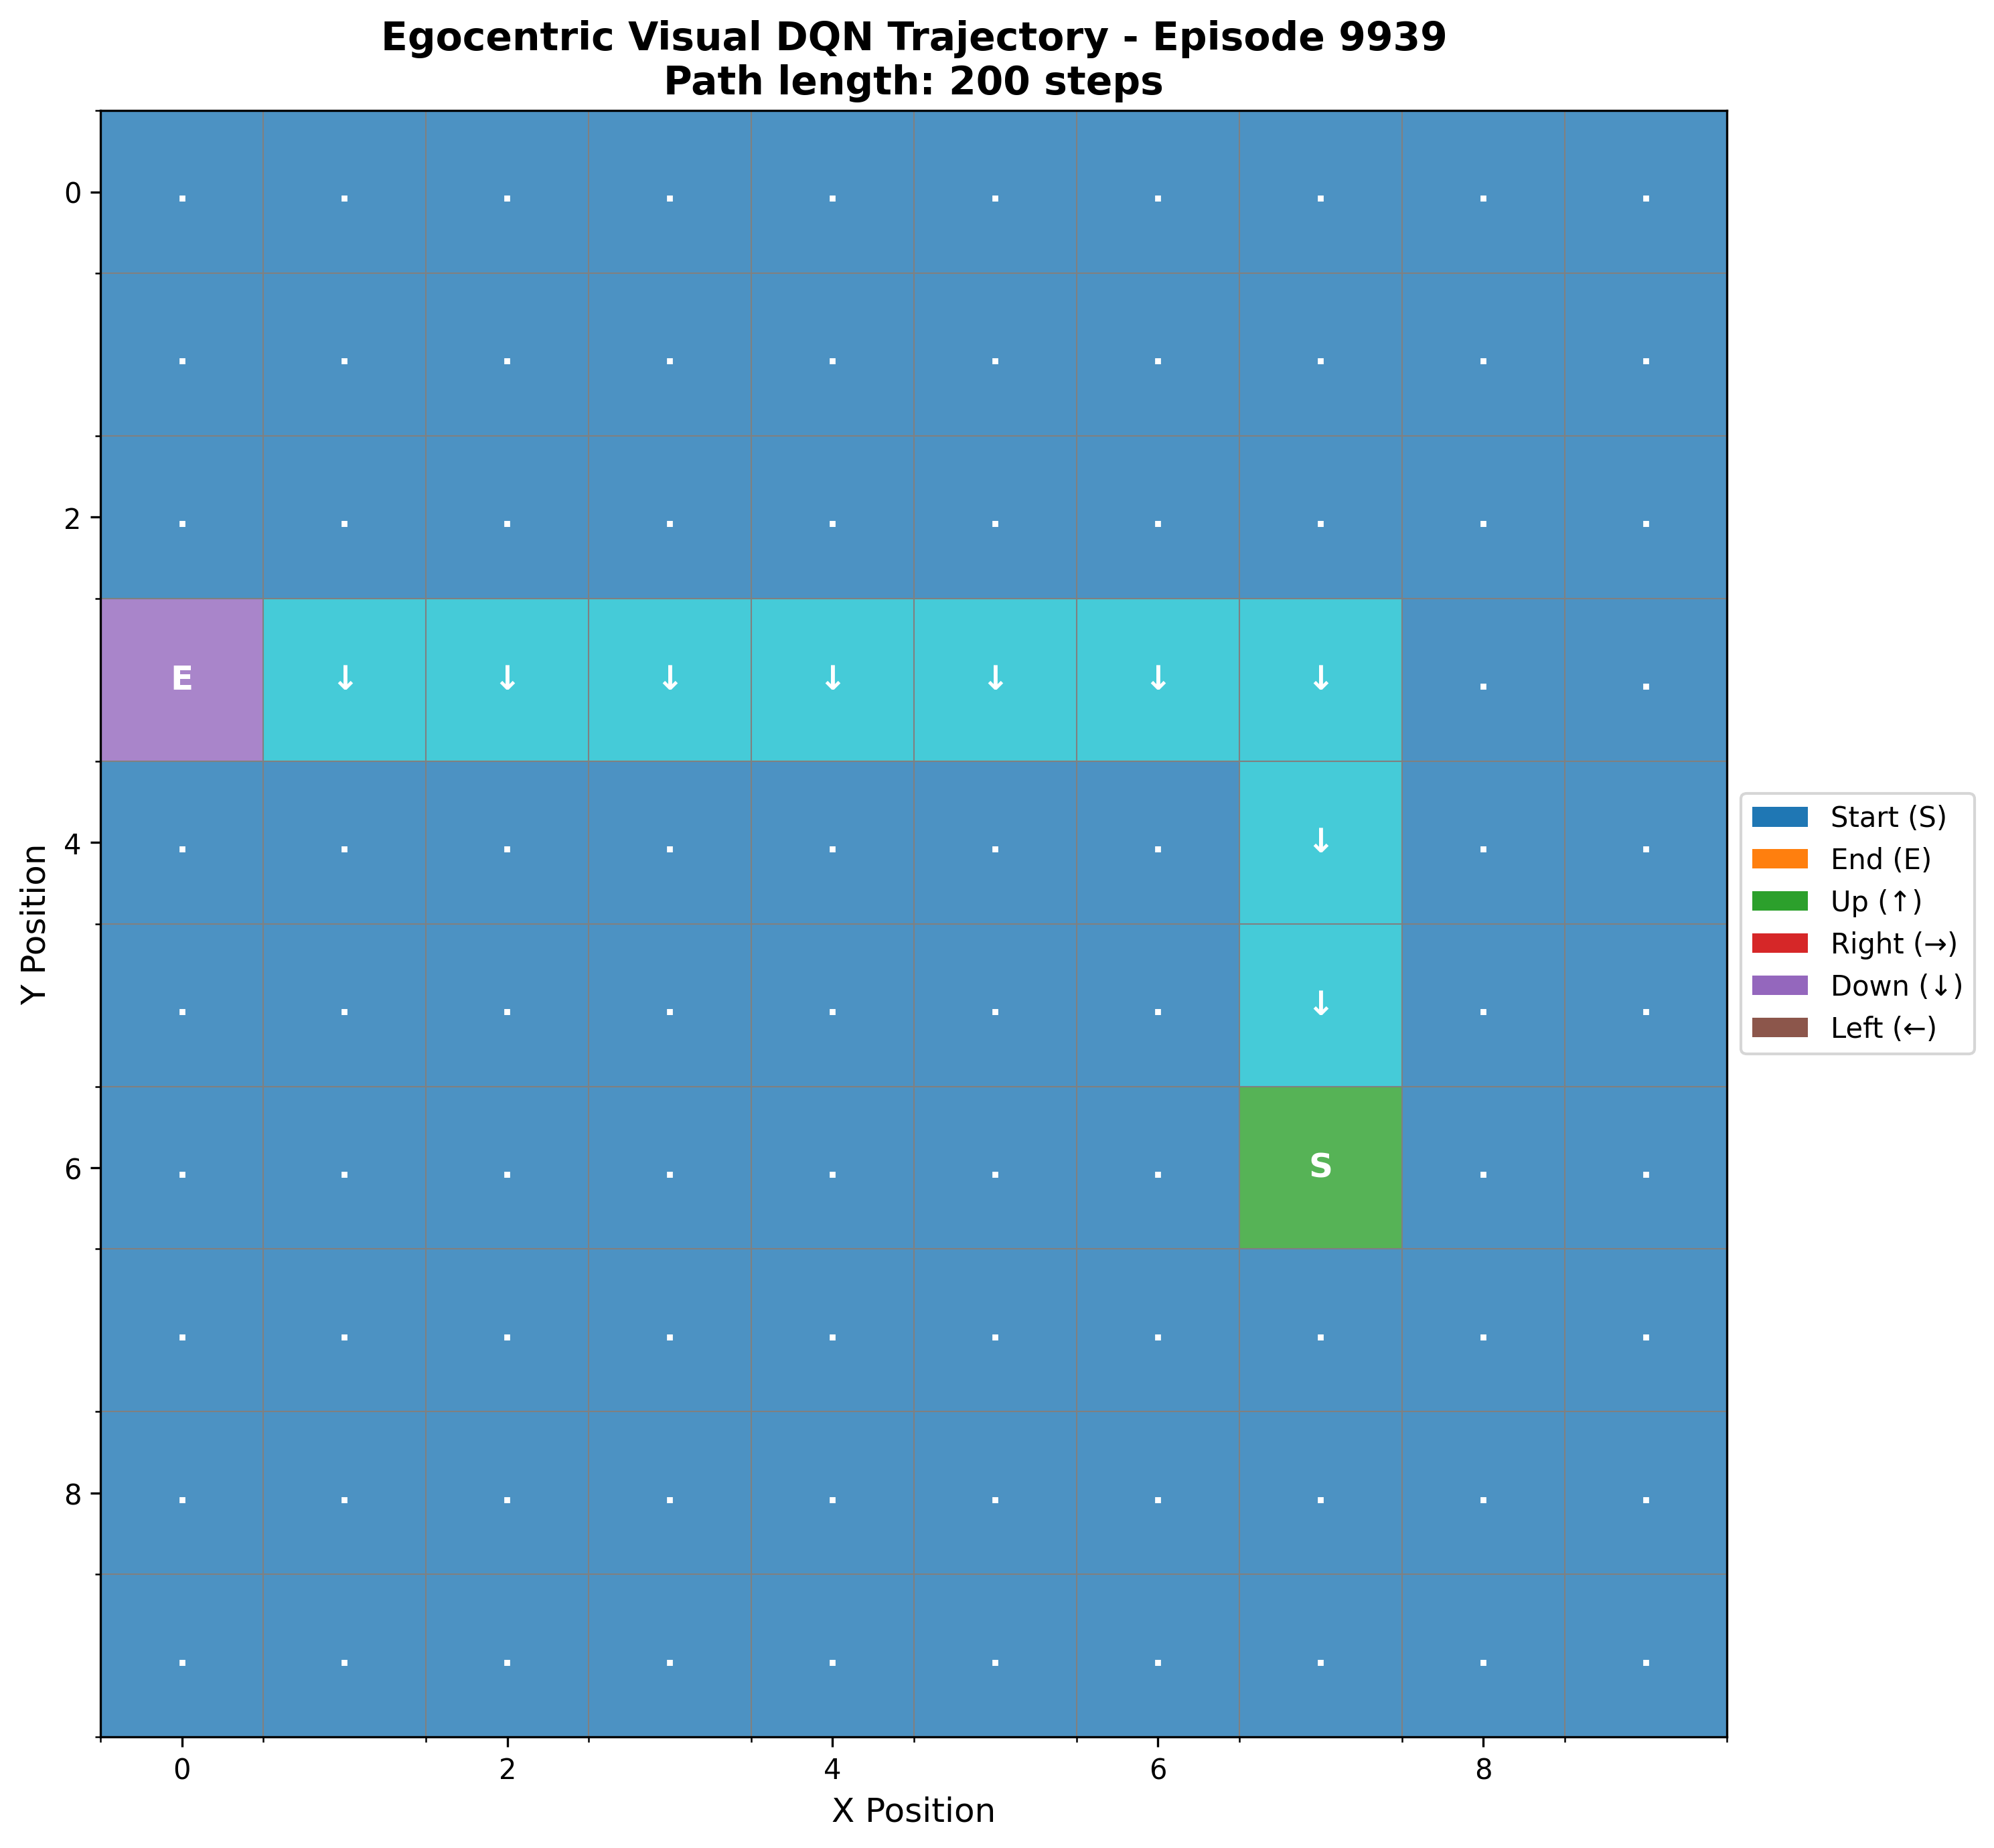 Egocentric Visual DQN Trajectory - Episode 9939
Path length: 200 steps
0
2
E ↓ ↓ ↓ ↓ ↓ ↓ ↓
4 ↓
↓
6 S
8
0 2 4 6 8
X Position
Y Position
Start (S)
End (E)
Up (↑)
Right (→)
Down (↓)
Left (←)